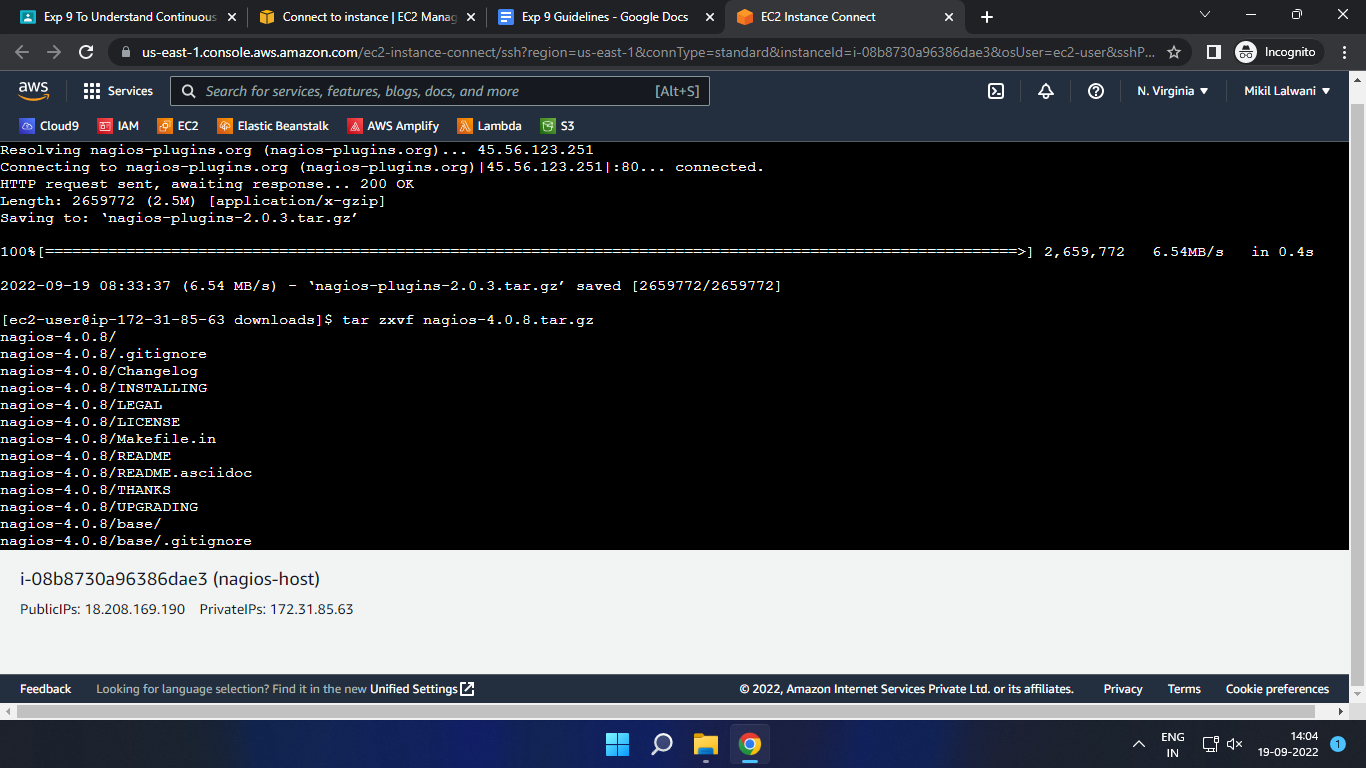 Exp 9 To Understand Continuous
Connect to instance | EC2 Manag
Exp 9 Guidelines - Google Docs
EC2 Instance Connect
us-east-1.console.aws.amazon.com/ec2-instance-connect/ssh?region=us-east-1&connType=standard&instanceId=i-08b8730a96386dae3&osUser=ec2-user&sshP...
Incognito
aws
Services
Search for services, features, blogs, docs, and more
[Alt+S]
N. Virginia
Mikil Lalwani
Cloud9
IAM
EC2
Elastic Beanstalk
AWS Amplify
Lambda
S3
Resolving nagios-plugins.org (nagios-plugins.org)... 45.56.123.251
Connecting to nagios-plugins.org (nagios-plugins.org)|45.56.123.251|:80... connected.
HTTP request sent, awaiting response... 200 OK
Length: 2659772 (2.5M) [application/x-gzip]
Saving to: ‘nagios-plugins-2.0.3.tar.gz’
100%[============================================================================================================>] 2,659,772 6.54MB/s in 0.4s
2022-09-19 08:33:37 (6.54 MB/s) - ‘nagios-plugins-2.0.3.tar.gz’ saved [2659772/2659772]
[ec2-user@ip-172-31-85-63 downloads]$ tar zxvf nagios-4.0.8.tar.gz
nagios-4.0.8/
nagios-4.0.8/.gitignore
nagios-4.0.8/Changelog
nagios-4.0.8/INSTALLING
nagios-4.0.8/LEGAL
nagios-4.0.8/LICENSE
nagios-4.0.8/Makefile.in
nagios-4.0.8/README
nagios-4.0.8/README.asciidoc
nagios-4.0.8/THANKS
nagios-4.0.8/UPGRADING
nagios-4.0.8/base/
nagios-4.0.8/base/.gitignore
i-08b8730a96386dae3 (nagios-host)
PublicIPs: 18.208.169.190 PrivateIPs: 172.31.85.63
Feedback
Looking for language selection? Find it in the new Unified Settings
© 2022, Amazon Internet Services Private Ltd. or its affiliates.
Privacy
Terms
Cookie preferences
ENG
IN
14:04
19-09-2022
1